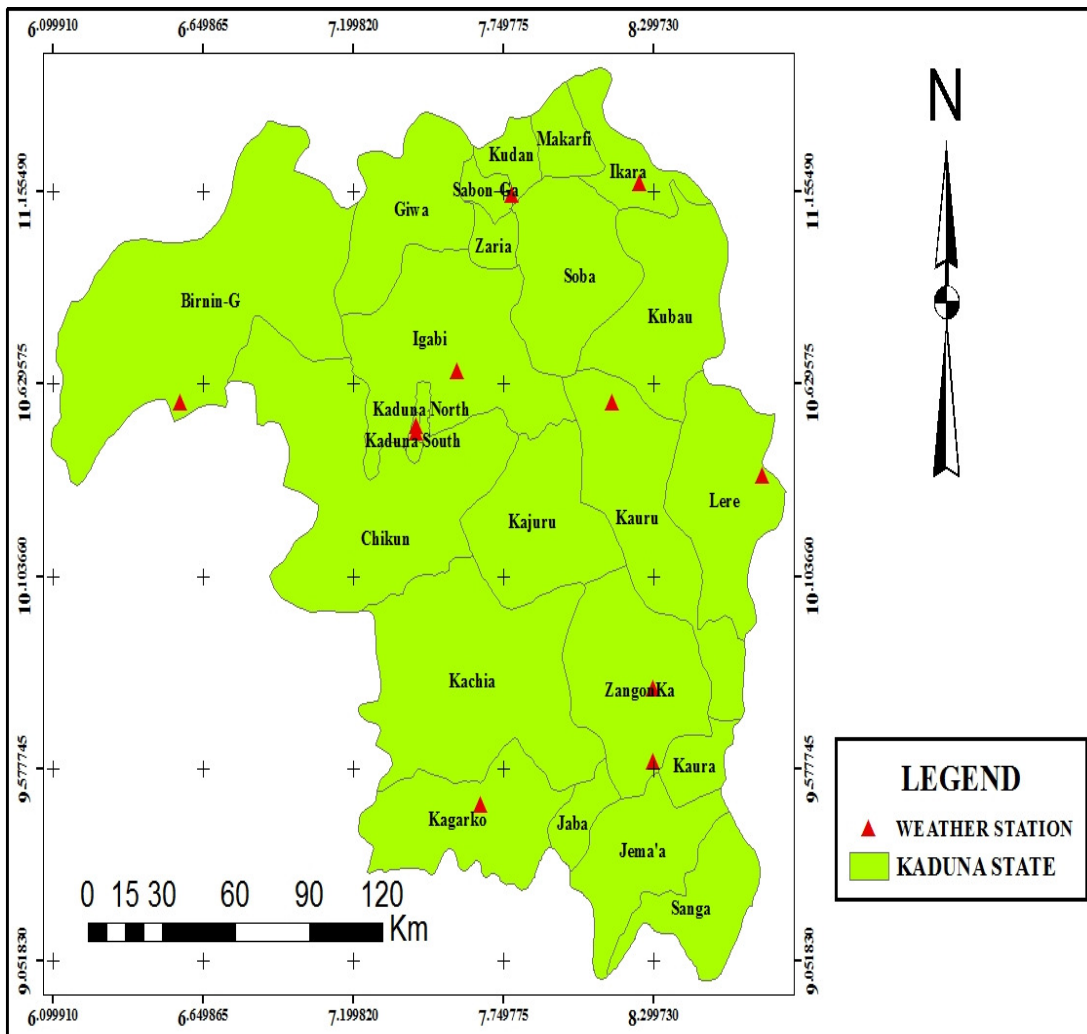 6.099910 6.649865 7.199820 7.749775 8.299730
N
Makarfi
Kudan
Ikara
11.155490
11.155490
Sabon-Ga
Giwa
Zaria
Soba
Birnin-G
Kubau
Igabi
10.629575
10.629575
Kaduna North
Kaduna South
Lere
Kajuru
Kauru
Chikun
10.103660
10.103660
Kachia
ZangonKa
Kaura
9.577745
9.577745
LEGEND
WEATHER STATION
KADUNA STATE
Kagarko
Jaba
Jema'a
Sanga
0 15 30 60 90 120
Km
9.051830
9.051830
6.099910 6.649865 7.199820 7.749775 8.299730